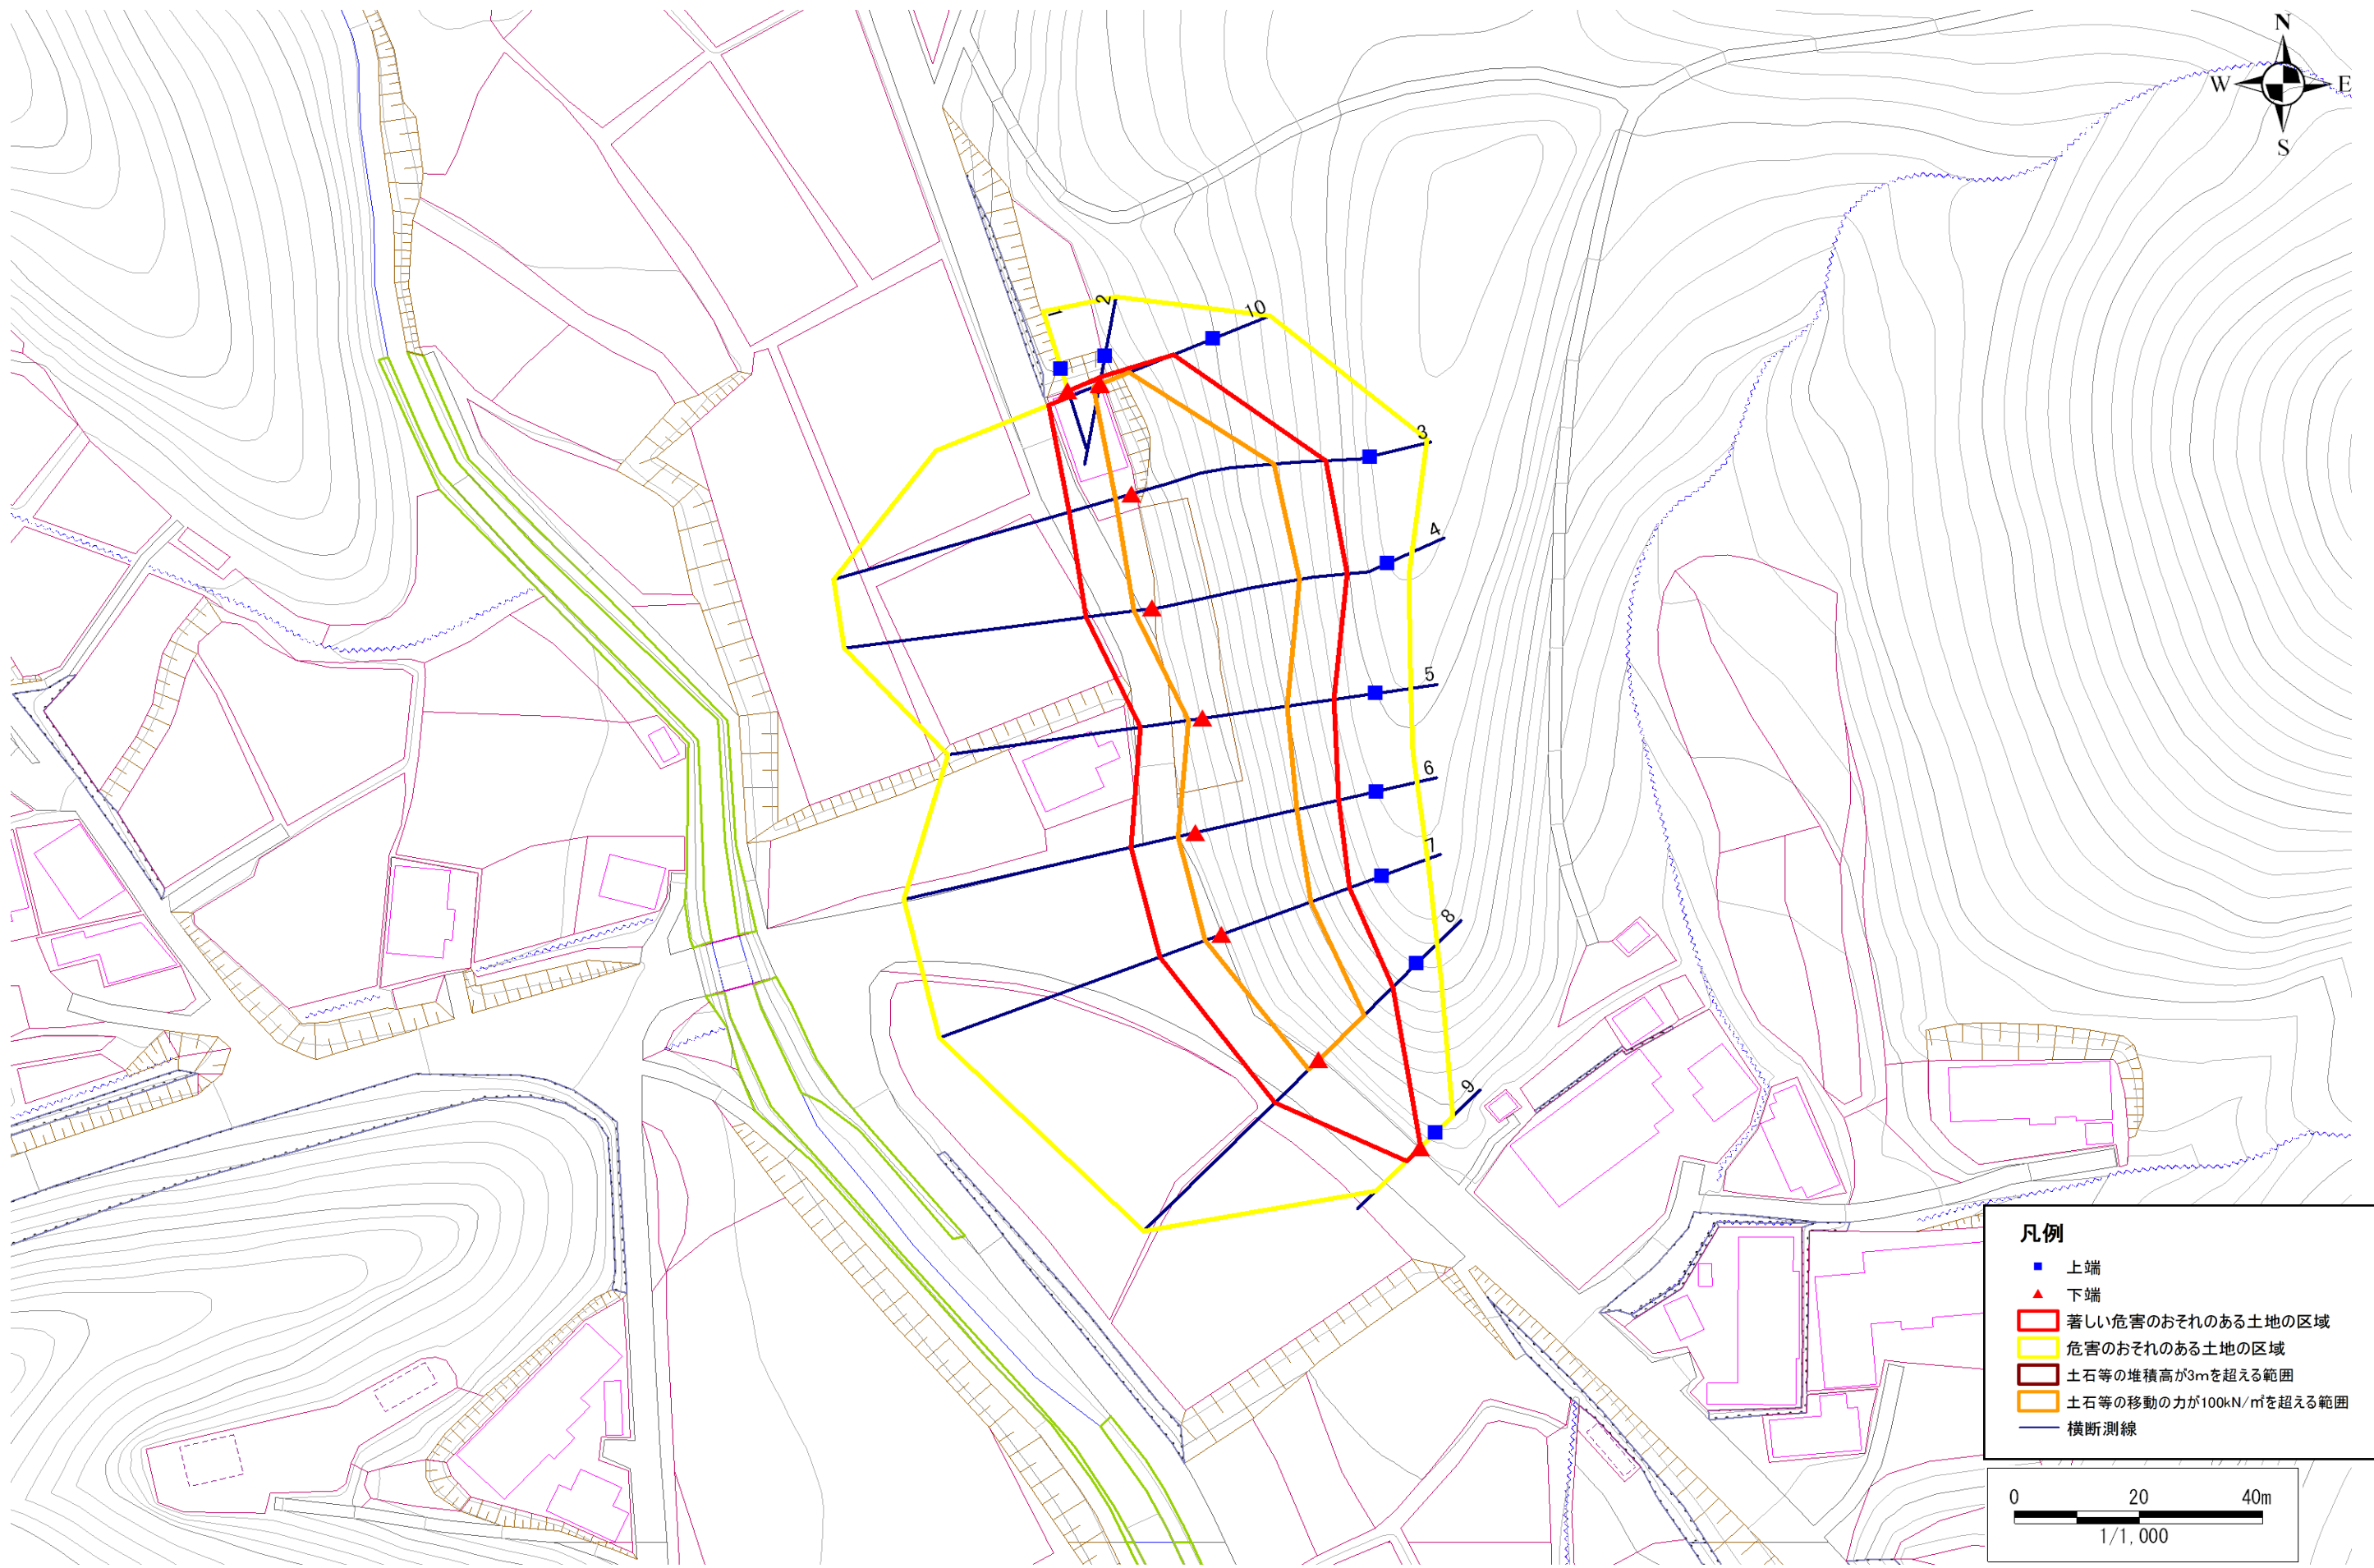 N
W E
S
1
2
10
3
4
5
6
7
8
9
凡例
上端
下端
著しい危害のおそれのある土地の区域
危害のおそれのある土地の区域
土石等の堆積高が3mを超える範囲
土石等の移動の力が100kN/㎡を超える範囲
横断測線
0 20 40m
1/1,000